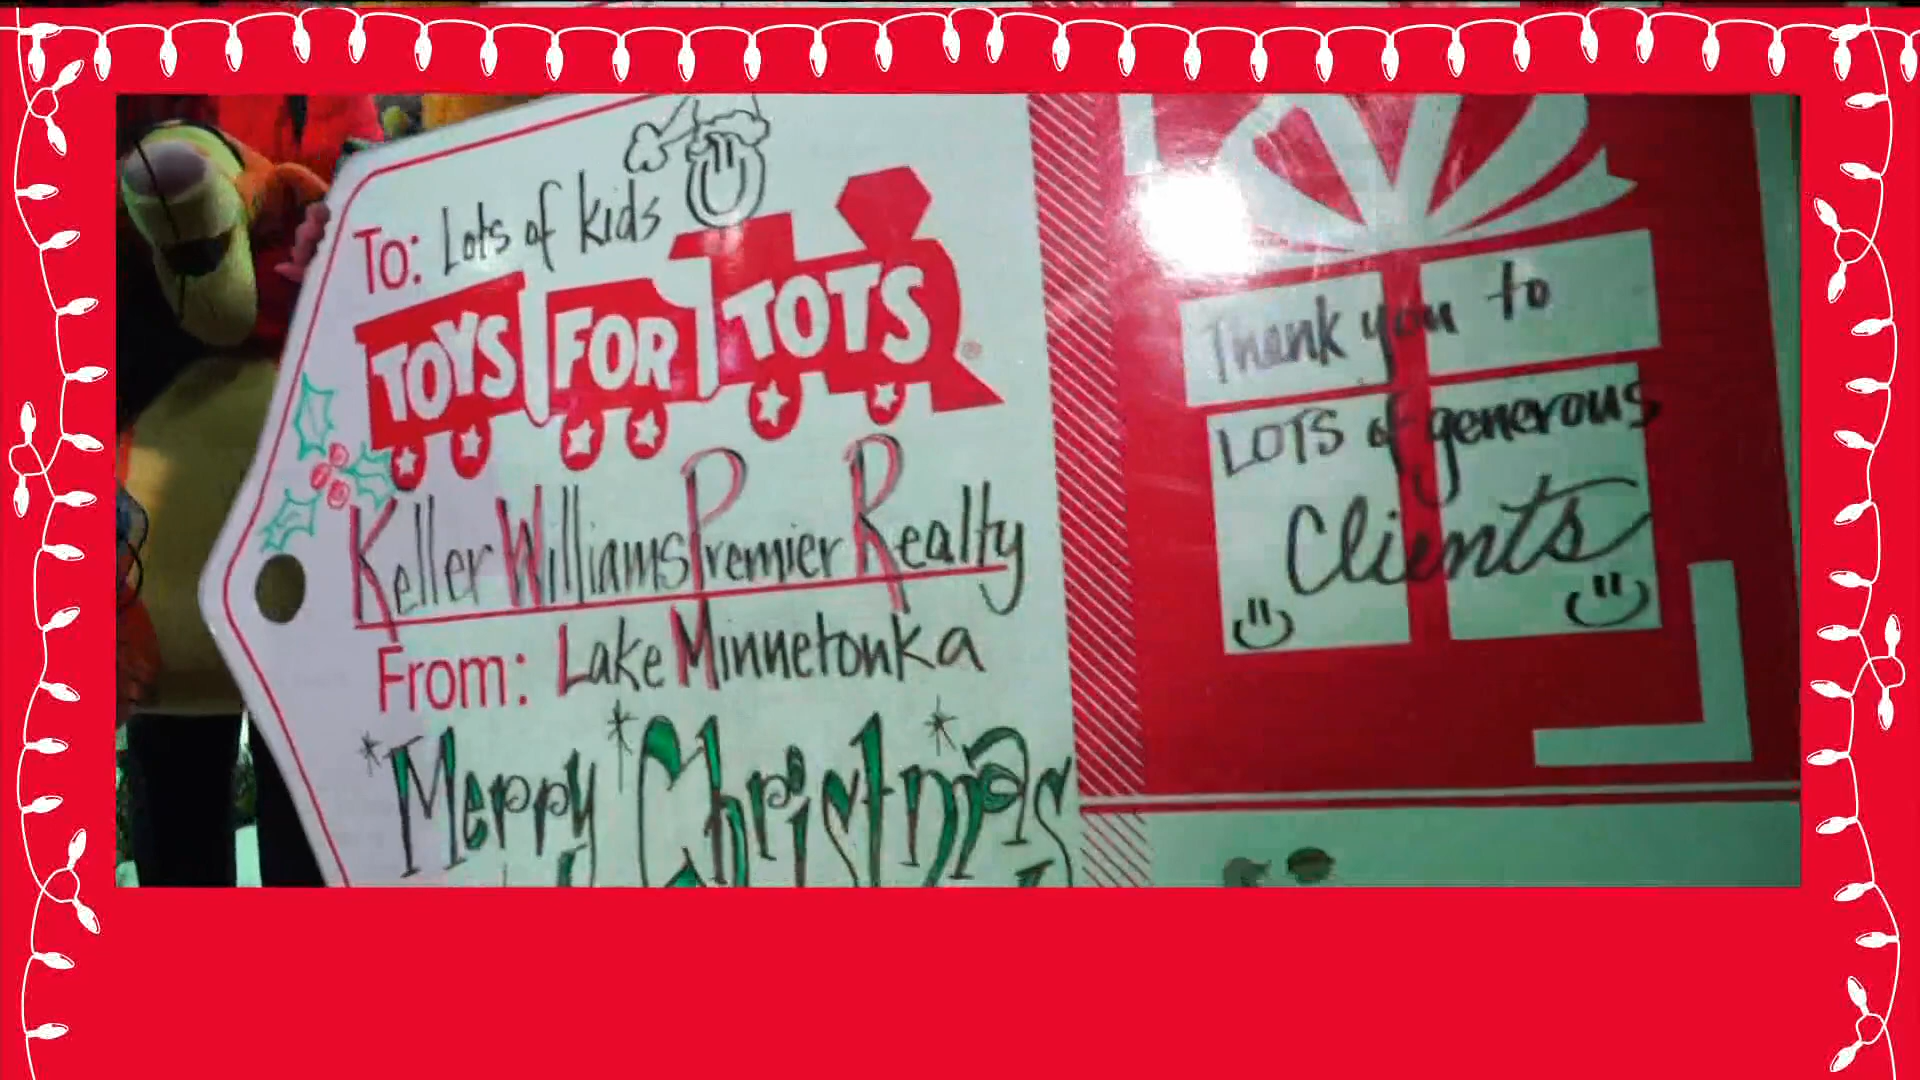 To: Lots of kids
TOYS FOR TOTS®
Keller Williams Premier Realty
From: Lake Minnetonka
Merry Christmas
Thank you to
LOTS of generous
Clients